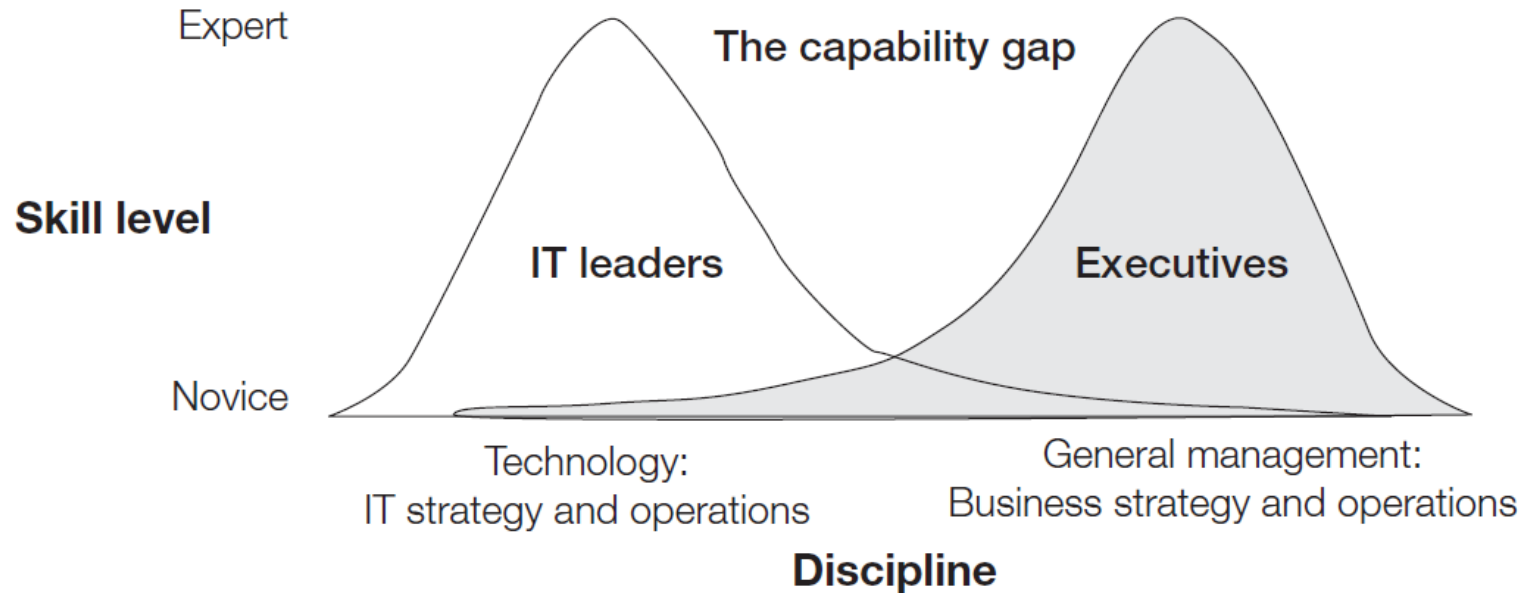 Expert
The capability gap
Skill level
IT leaders
Executives
Novice
Technology:
IT strategy and operations
General management:
Business strategy and operations
Discipline